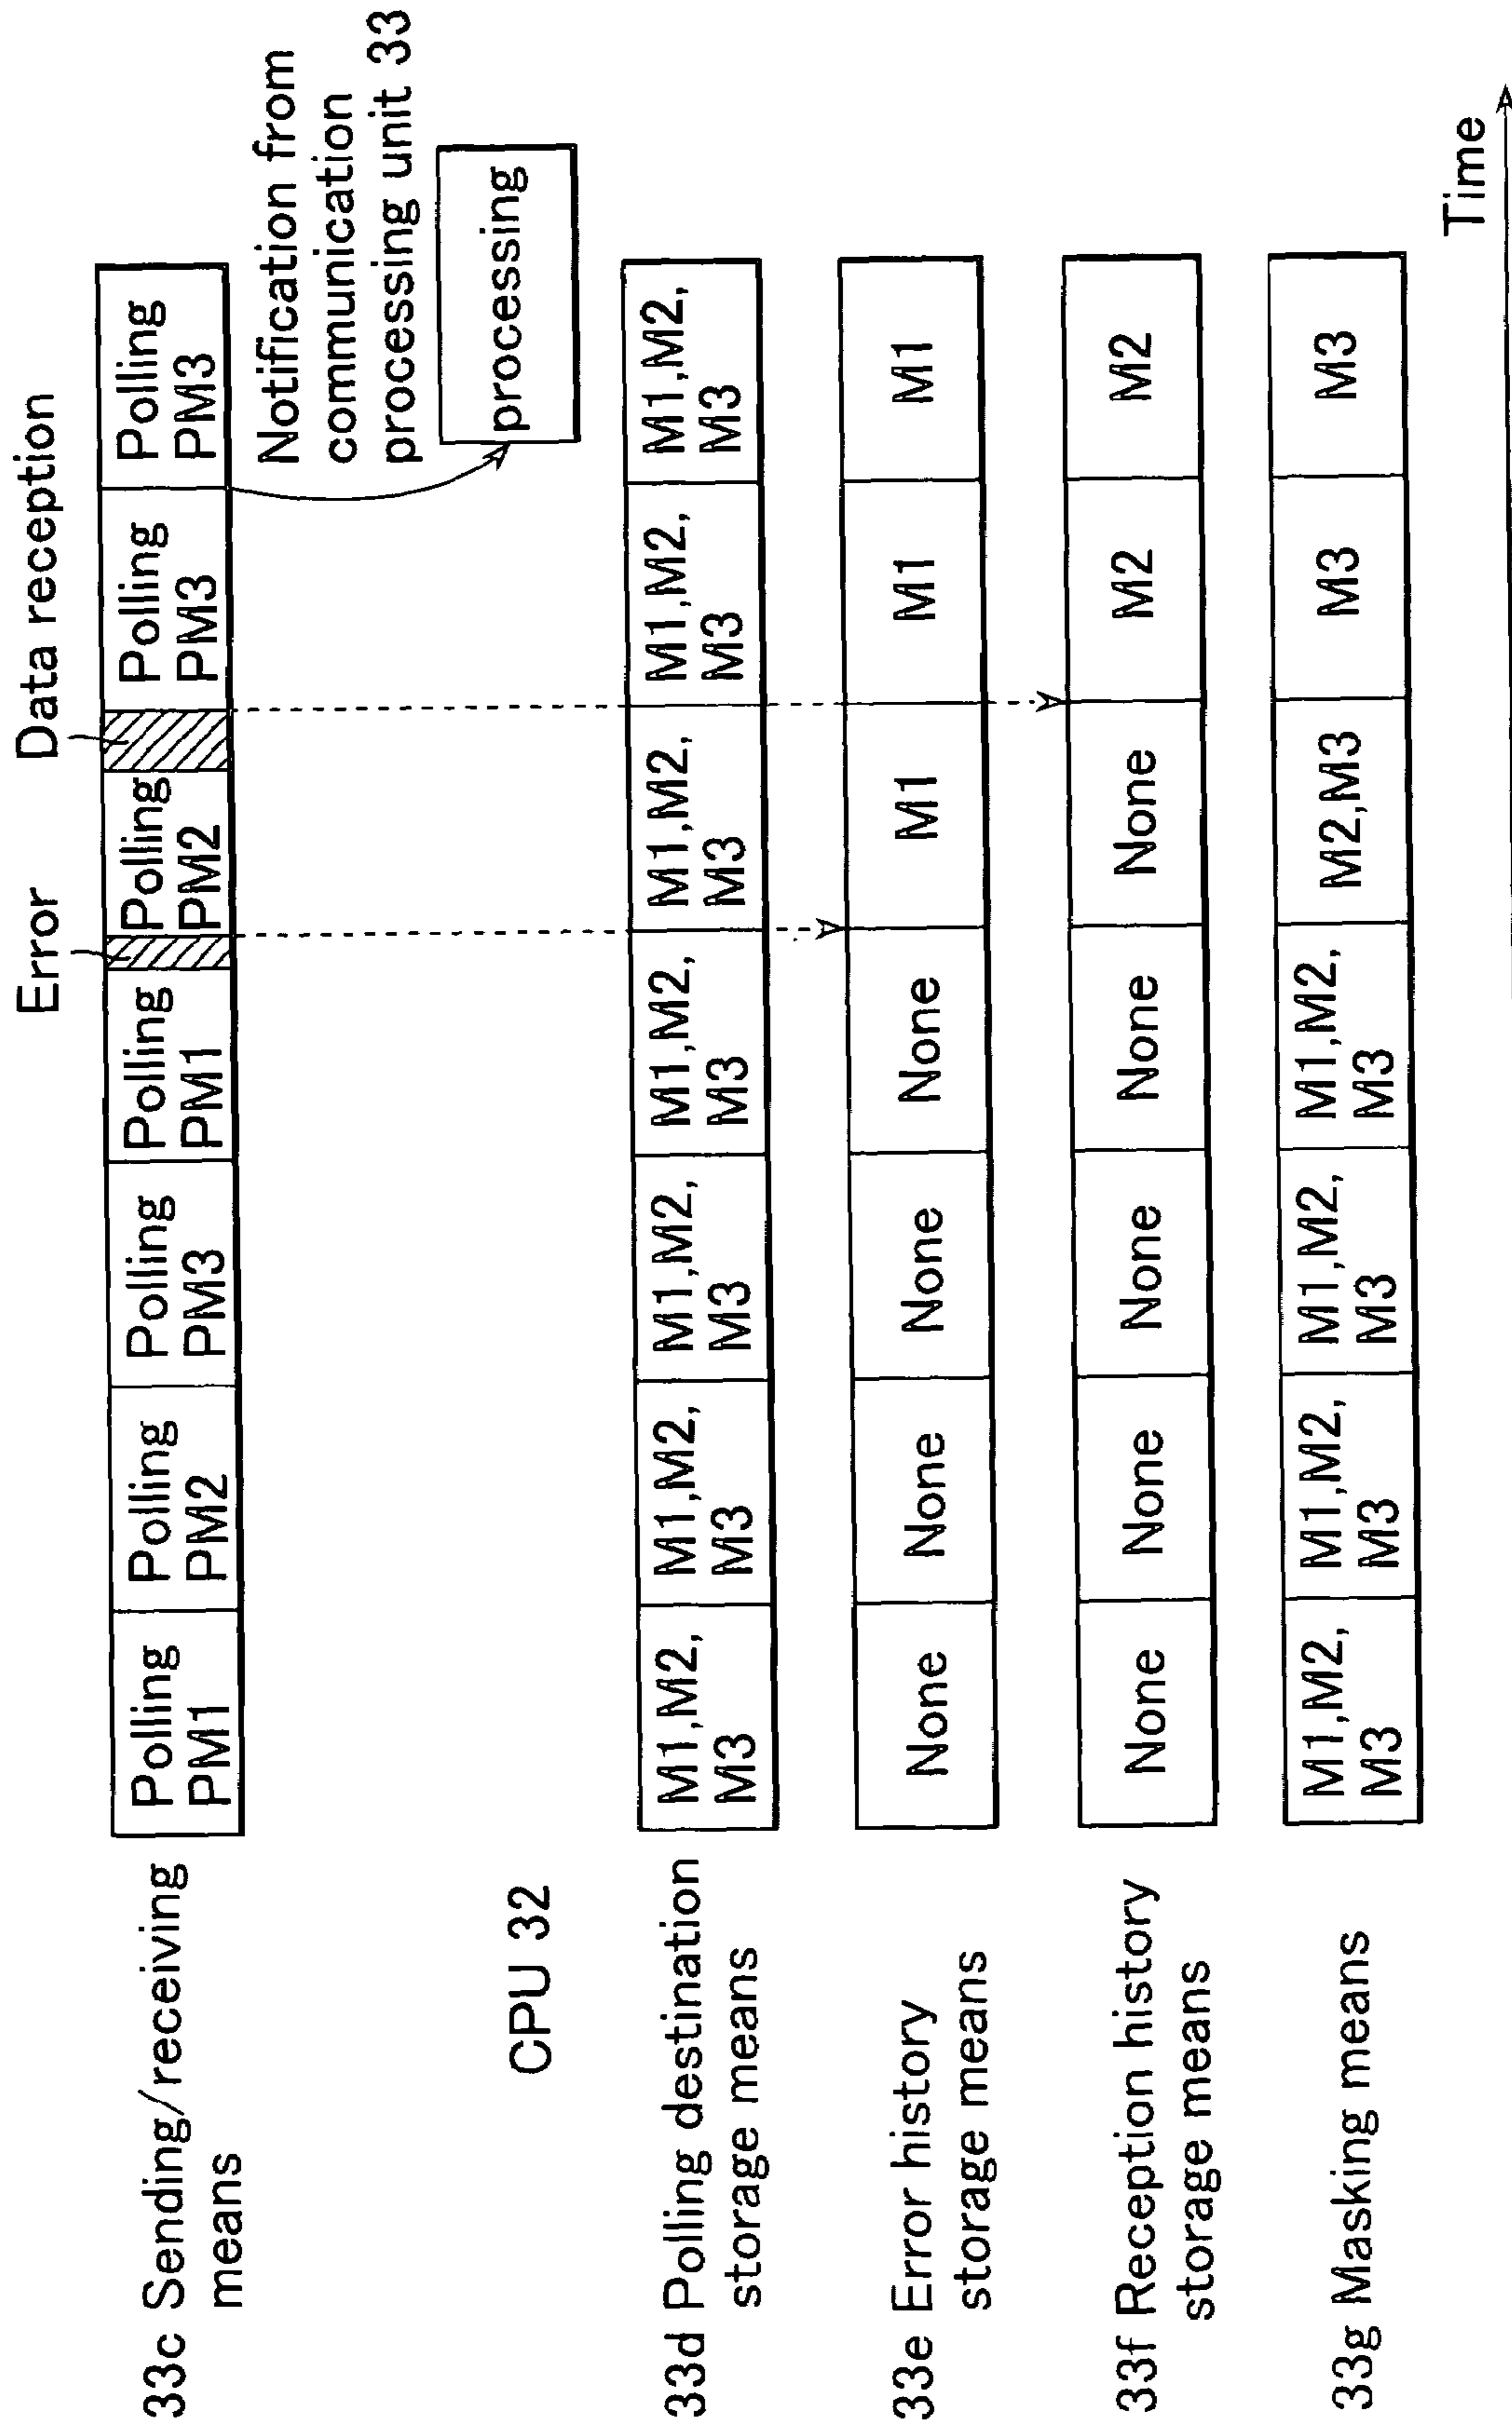 Error
Data reception
33c Sending/receiving
means
Polling
PM1
Polling
PM2
Polling
PM3
Polling
PM1
Polling
PM2
Polling
PM3
Polling
PM3
Notification from
communication
processing unit 33
CPU 32
processing
33d Polling destination
storage means
M1,M2,
M3
M1,M2,
M3
M1,M2,
M3
M1,M2,
M3
M1,M2,
M3
M1,M2,
M3
M1,M2,
M3
33e Error history
storage means
None
None
None
None
M1
M1
M1
33f Reception history
storage means
None
None
None
None
None
M2
M2
33g Masking means
M1,M2,
M3
M1,M2,
M3
M1,M2,
M3
M1,M2,
M3
M2,M3
M3
M3
Time